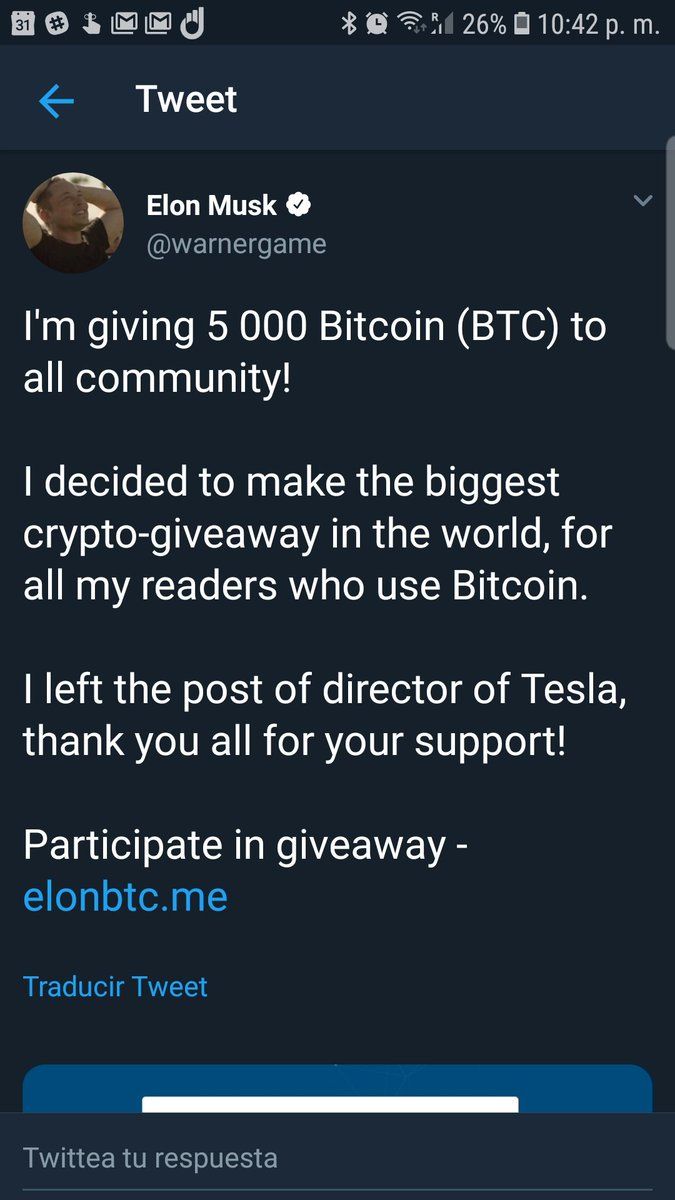 31 R 26% 10:42 p. m.
Tweet
Elon Musk
@warnergame
I'm giving 5 000 Bitcoin (BTC) to
all community!
I decided to make the biggest
crypto-giveaway in the world, for
all my readers who use Bitcoin.
I left the post of director of Tesla,
thank you all for your support!
Participate in giveaway -
elonbtc.me
Traducir Tweet
Twittea tu respuesta